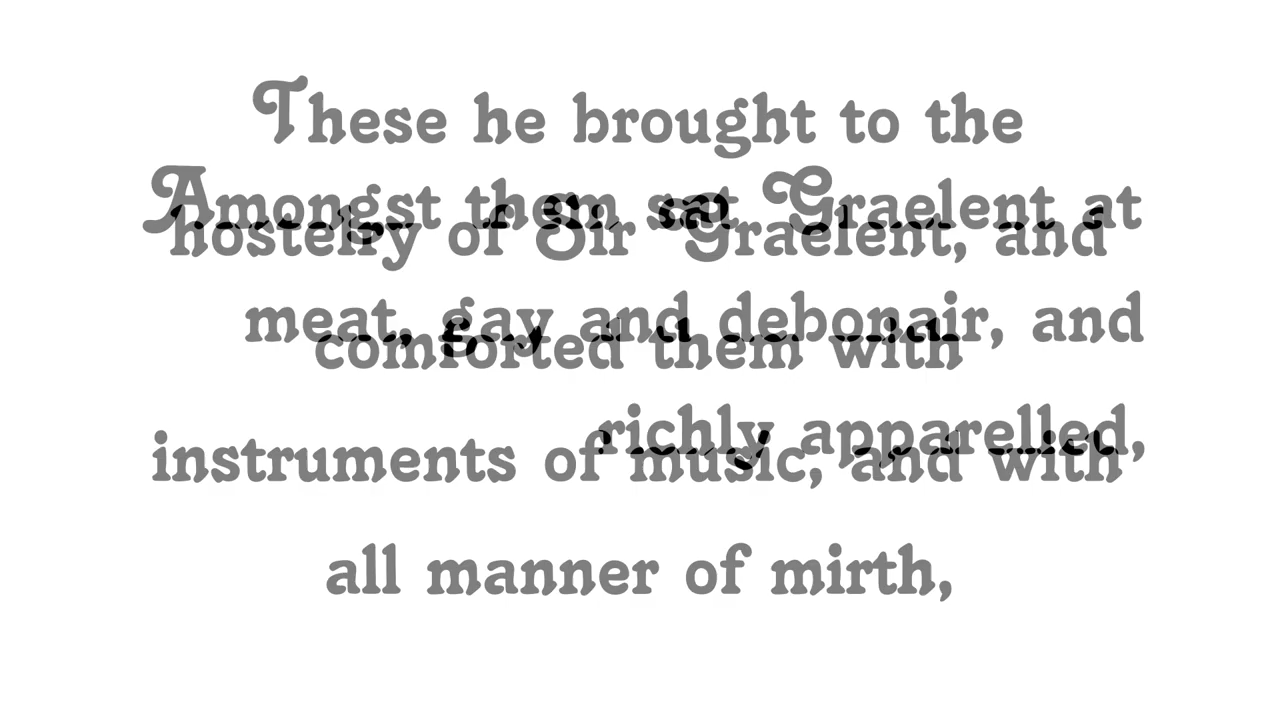 These he brought to the
hostelry of Sir Graelent, and
comforted them with
instruments of music, and with
all manner of mirth,
Amongst them sat Graelent at
meat, gay and debonair, and
richly apparelled,